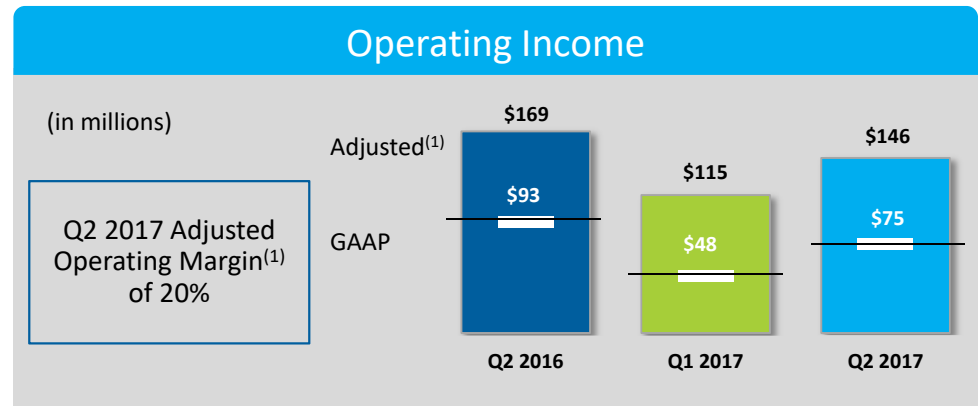 Operating Income
(in millions)
Q2 2017 Adjusted
Operating Margin(1)
of 20%
Adjusted(1)
GAAP
$169
$93
$115
$48
$146
$75
Q2 2016
Q1 2017
Q2 2017